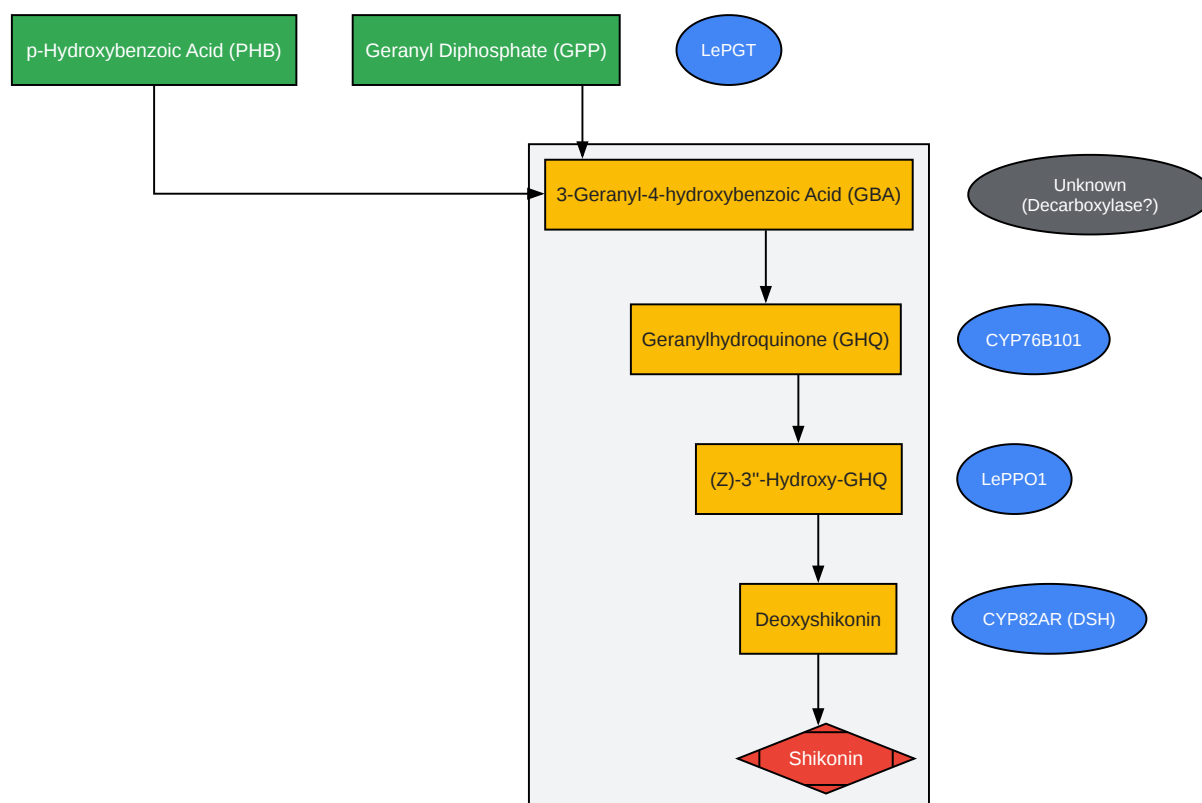 p-Hydroxybenzoic Acid (PHB)
Geranyl Diphosphate (GPP)
LePGT
3-Geranyl-4-hydroxybenzoic Acid (GBA)
Unknown
(Decarboxylase?)
Geranylhydroquinone (GHQ)
CYP76B101
(Z)-3"-Hydroxy-GHQ
LePPO1
Deoxyshikonin
CYP82AR (DSH)
Shikonin